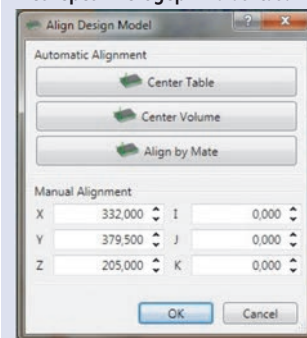 Align Design Model
Automatic Alignment
Center Table
Center Volume
Align by Mate
Manual Alignment
X 332,000 I 0,000
Y 379,500 J 0,000
Z 205,000 K 0,000
OK Cancel